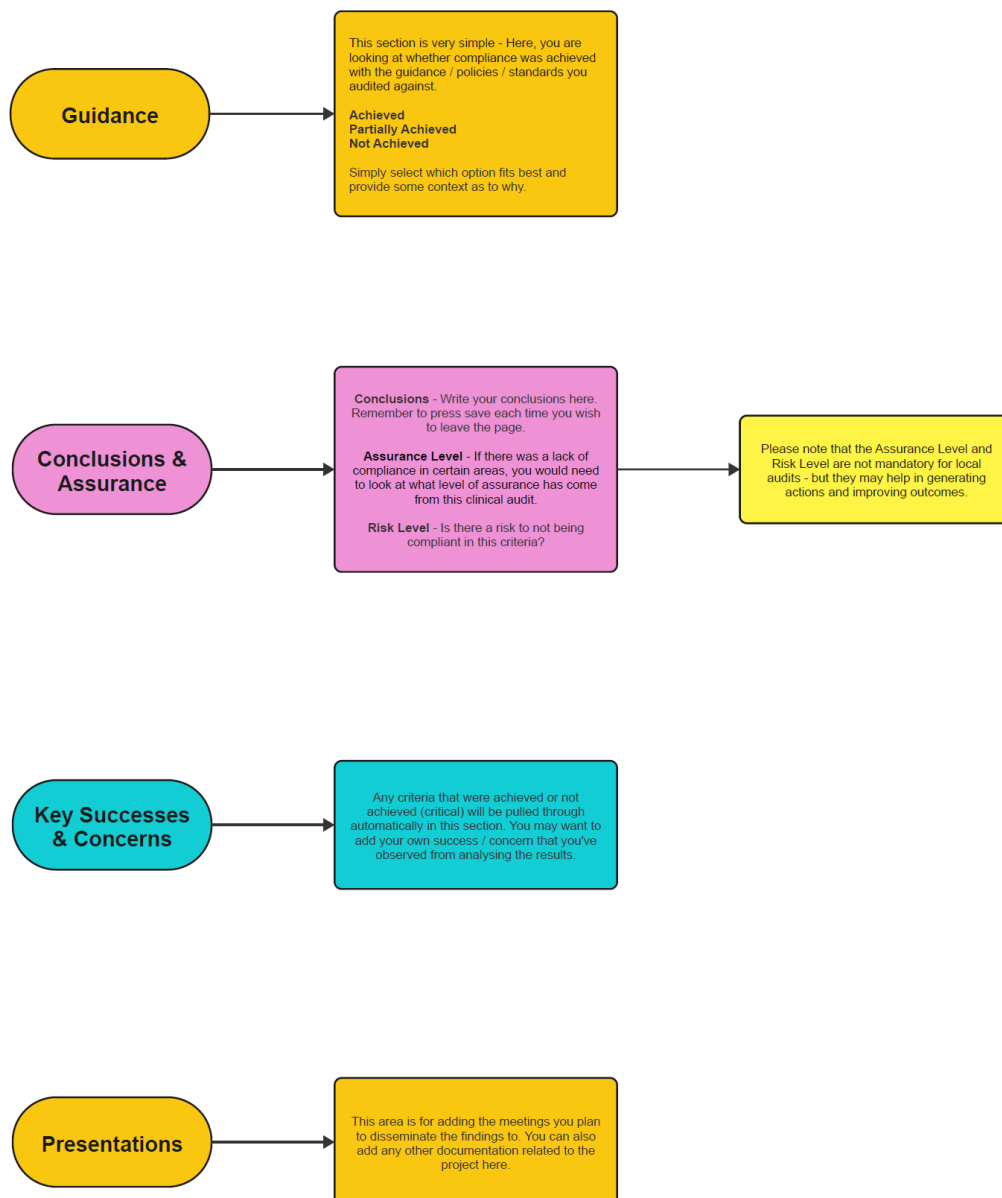 Guidance
This section is very simple - Here, you are
looking at whether compliance was achieved
with the guidance / policies / standards you
audited against.
Achieved
Partially Achieved
Not Achieved
Simply select which option fits best and
provide some context as to why.
Conclusions &
Assurance
Conclusions - Write your conclusions here.
Remember to press save each time you wish
to leave the page.
Assurance Level - If there was a lack of
compliance in certain areas, you would need
to look at what level of assurance has come
from this clinical audit.
Risk Level - Is there a risk to not being
compliant in this criteria?
Please note that the Assurance Level and
Risk Level are not mandatory for local
audits - but they may help in generating
actions and improving outcomes.
Key Successes
& Concerns
Any criteria that were achieved or not
achieved (critical) will be pulled through
automatically in this section. You may want to
add your own success / concern that you've
observed from analysing the results.
Presentations
This area is for adding the meetings you plan
to disseminate the findings to. You can also
add any other documentation related to the
project here.